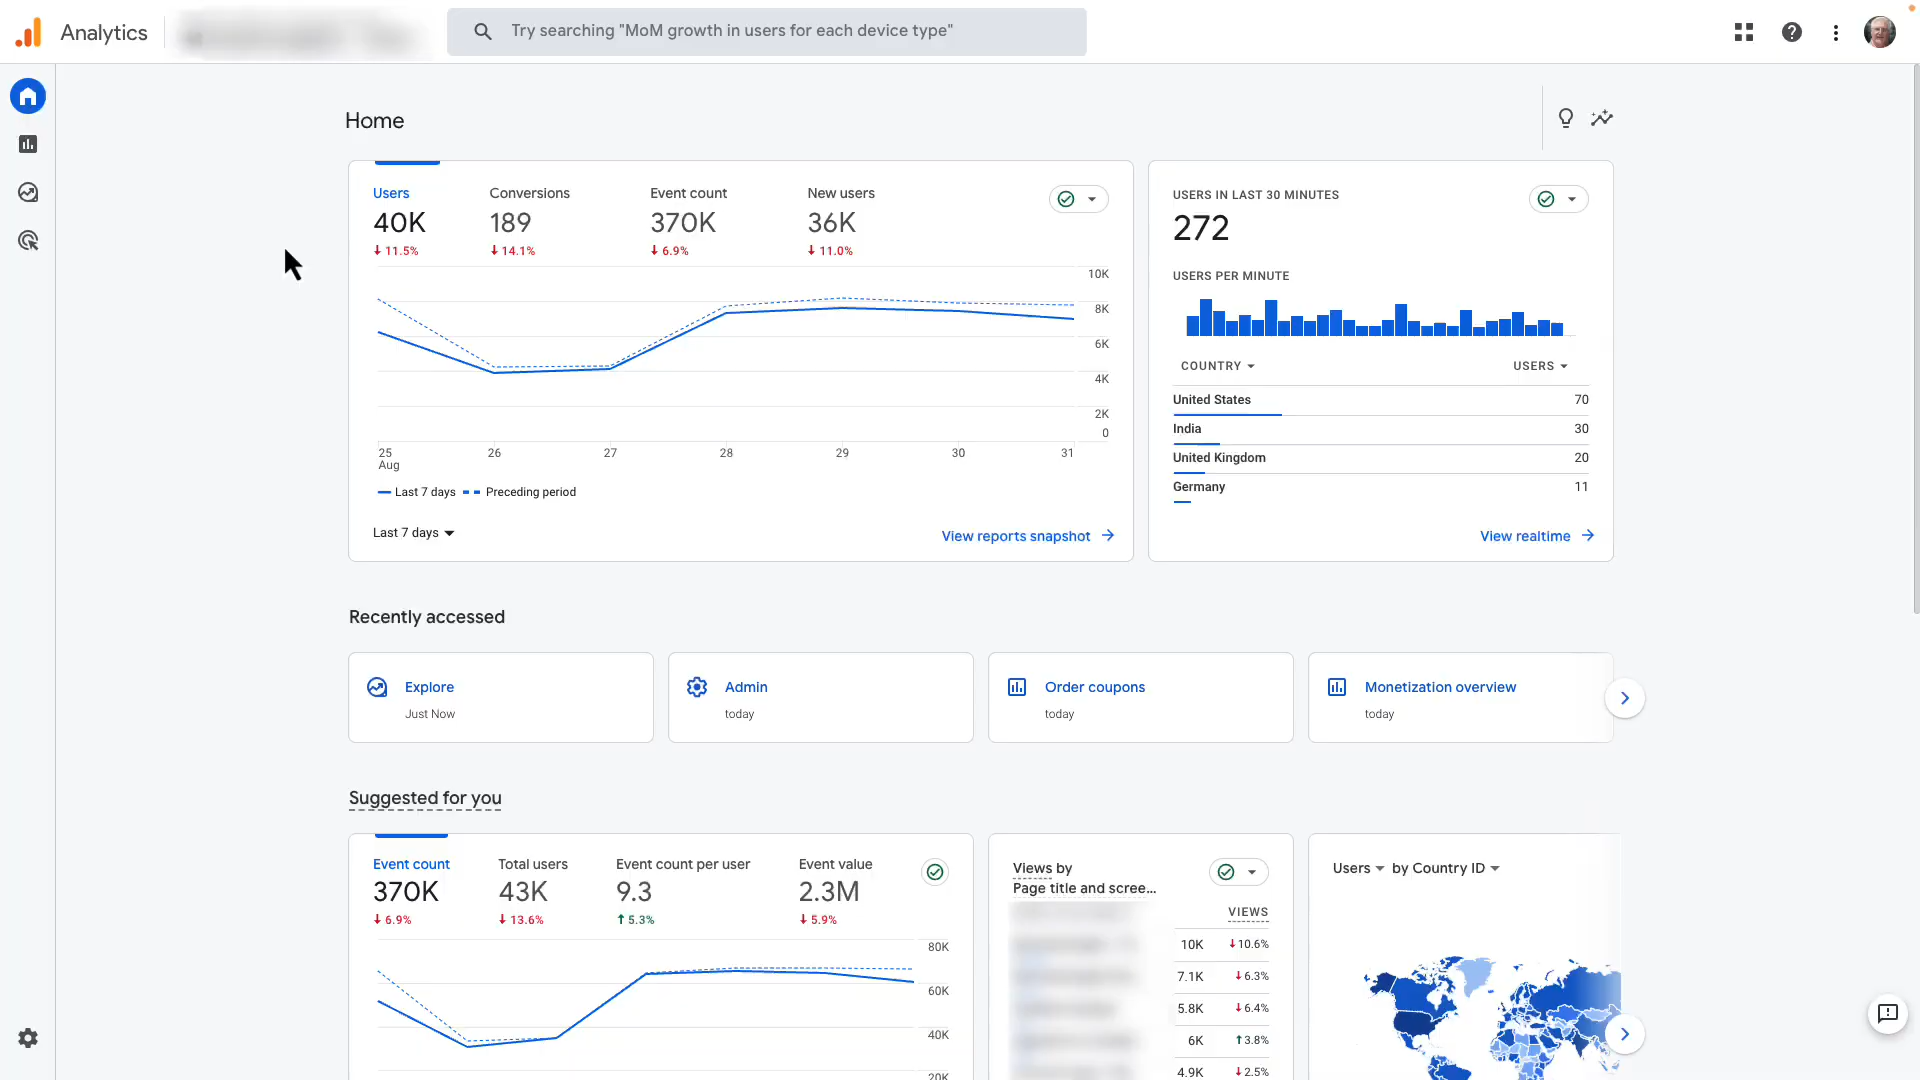 Analytics
Try searching "MoM growth in users for each device type"
Home
Users
40K
11.5%
Conversions
189
14.1%
Event count
370K
6.9%
New users
36K
11.0%
10K
8K
6K
4K
2K
0
25
Aug
26
27
28
29
30
31
Last 7 days
Preceding period
Last 7 days
View reports snapshot
USERS IN LAST 30 MINUTES
272
USERS PER MINUTE
COUNTRY
USERS
United States 70
India 30
United Kingdom 20
Germany 11
View realtime
Recently accessed
Explore
Just Now
Admin
today
Order coupons
today
Monetization overview
today
Suggested for you
Event count
370K
6.9%
Total users
43K
13.6%
Event count per user
9.3
5.3%
Event value
2.3M
5.9%
80K
60K
40K
20K
Views by
Page title and scree...
VIEWS
10K 10.6%
7.1K 6.3%
5.8K 6.4%
6K 3.8%
4.9K 2.5%
Users by Country ID